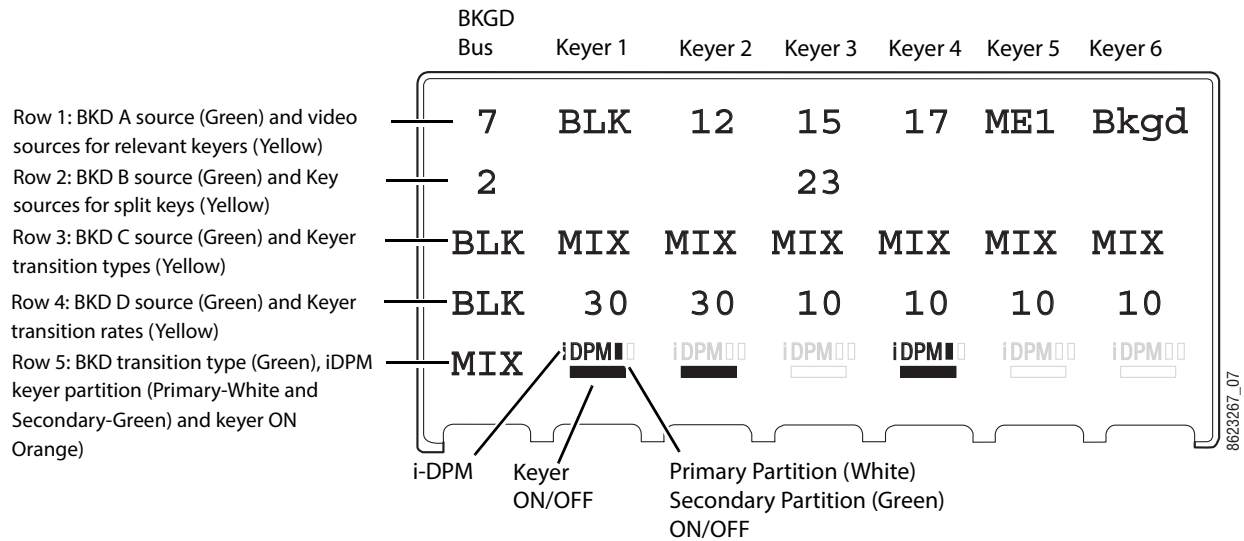 BKGD
Bus Keyer 1 Keyer 2 Keyer 3 Keyer 4 Keyer 5 Keyer 6
Row 1: BKD A source (Green) and video
sources for relevant keyers (Yellow)
7 BLK 12 15 17 ME1 Bkgd
Row 2: BKD B source (Green) and Key
sources for split keys (Yellow)
2 23
Row 3: BKD C source (Green) and Keyer
transition types (Yellow)
BLK MIX MIX MIX MIX MIX MIX
Row 4: BKD D source (Green) and Keyer
transition rates (Yellow)
BLK 30 30 10 10 10 10
Row 5: BKD transition type (Green), iDPM
keyer partition (Primary-White and
Secondary-Green) and keyer ON
Orange)
MIX iDPM iDPM iDPM iDPM iDPM iDPM
i-DPM
Keyer
ON/OFF
Primary Partition (White)
Secondary Partition (Green)
ON/OFF
8623267_07